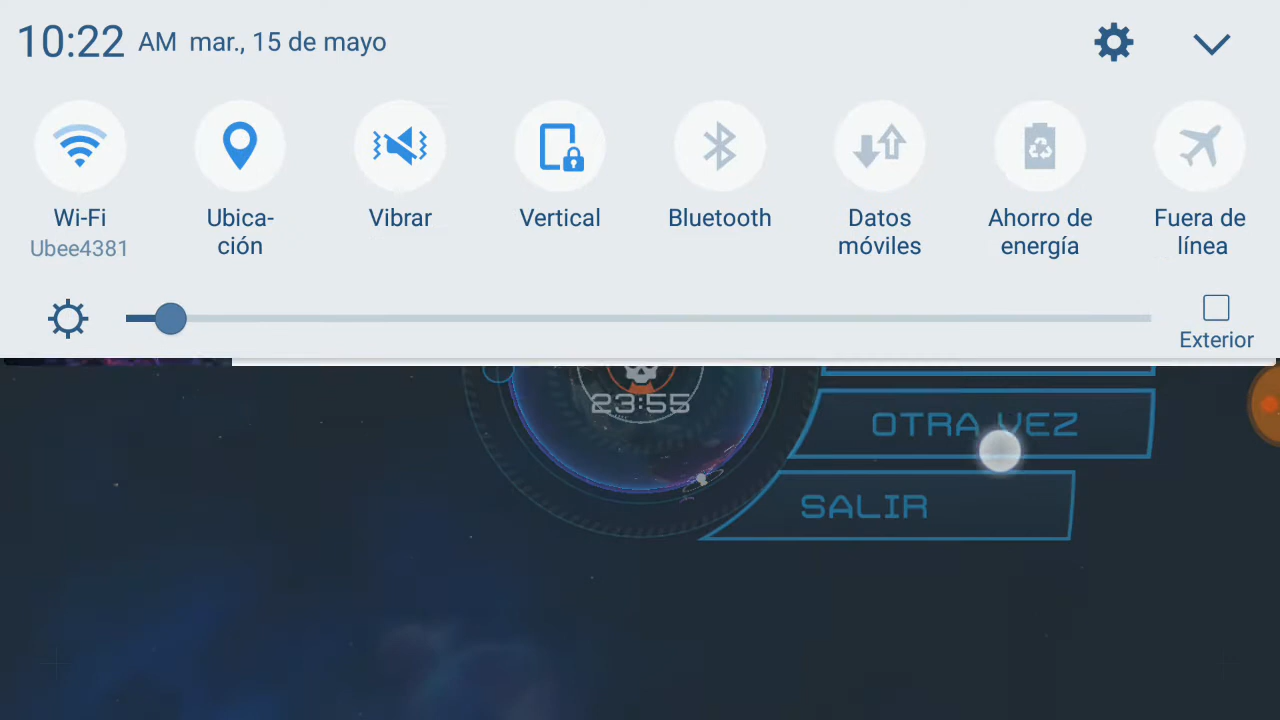 10:22 AM mar., 15 de mayo
Wi-Fi
Ubee4381
Ubica-
ción
Vibrar
Vertical
Bluetooth
Datos
móviles
Ahorro de
energía
Fuera de
línea
Exterior
23:55
OTRA VEZ
SALIR